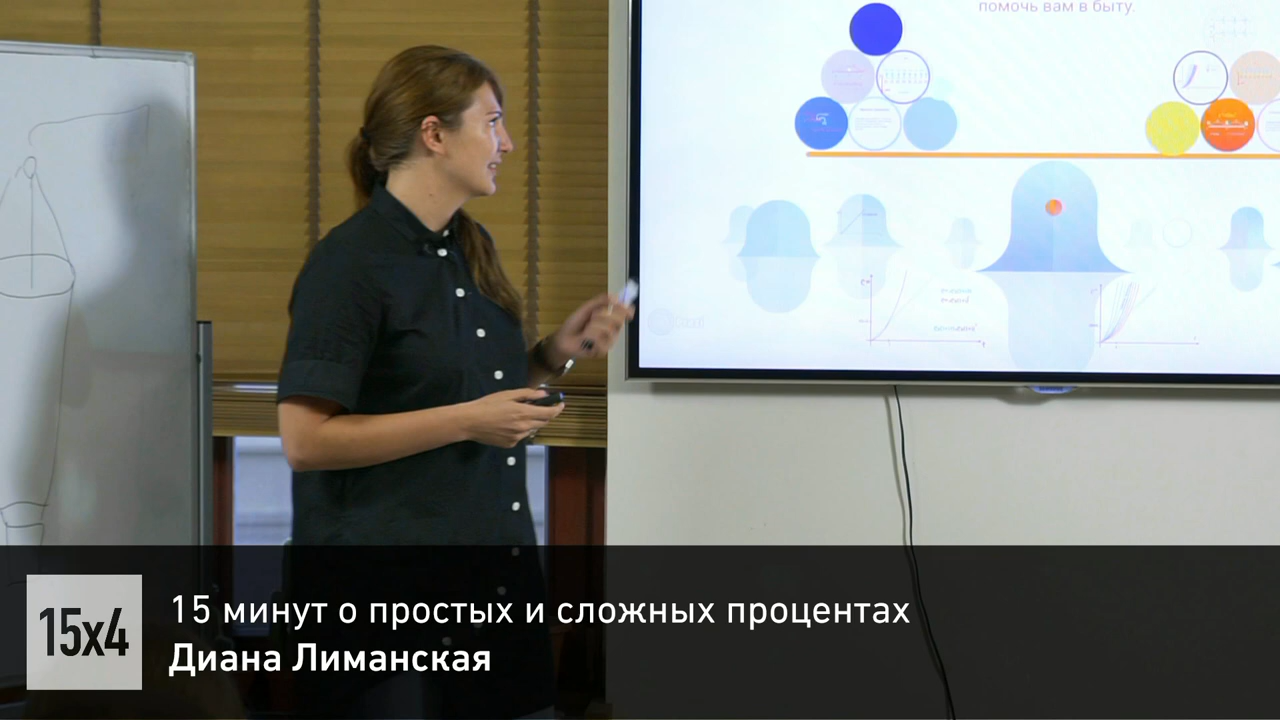 помочь вам в быту.
15x4
15 минут о простых и сложных процентах
Диана Лиманская